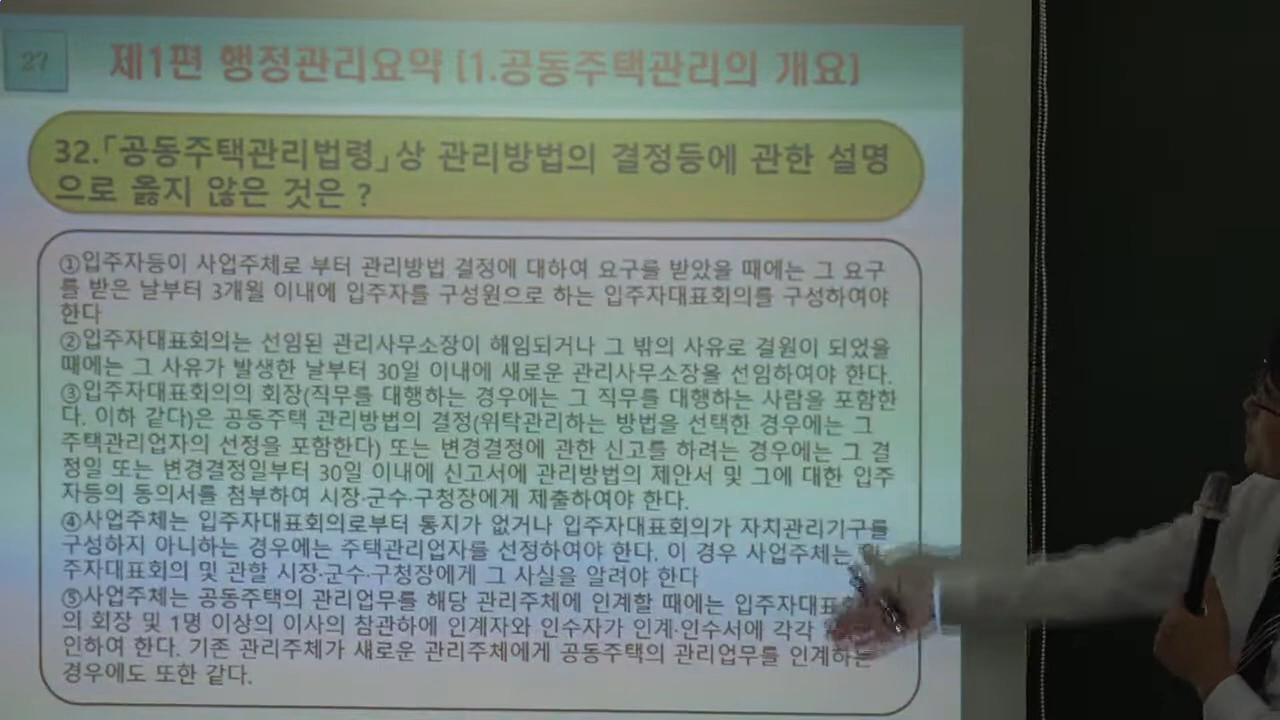 27
제1편 행정관리요약 [1.공동주택관리의 개요]
32.「공동주택관리법령」상 관리방법의 결정등에 관한 설명
으로 옳지 않은 것은 ?
①입주자등이 사업주체로 부터 관리방법 결정에 대하여 요구를 받았을 때에는 그 요구
를 받은 날부터 3개월 이내에 입주자를 구성원으로 하는 입주자대표회의를 구성하여야
한다
②입주자대표회의는 선임된 관리사무소장이 해임되거나 그 밖의 사유로 결원이 되었을
때에는 그 사유가 발생한 날부터 30일 이내에 새로운 관리사무소장을 선임하여야 한다.
③입주자대표회의의 회장(직무를 대행하는 경우에는 그 직무를 대행하는 사람을 포함한
다. 이하 같다)은 공동주택 관리방법의 결정(위탁관리하는 방법을 선택한 경우에는 그
주택관리업자의 선정을 포함한다) 또는 변경결정에 관한 신고를 하려는 경우에는 그 결
정일 또는 변경결정일부터 30일 이내에 신고서에 관리방법의 제안서 및 그에 대한 입주
자등의 동의서를 첨부하여 시장·군수·구청장에게 제출하여야 한다.
④사업주체는 입주자대표회의로부터 통지가 없거나 입주자대표회의가 자치관리기구를
구성하지 아니하는 경우에는 주택관리업자를 선정하여야 한다. 이 경우 사업주체는
주자대표회의 및 관할 시장·군수·구청장에게 그 사실을 알려야 한다
⑤사업주체는 공동주택의 관리업무를 해당 관리주체에 인계할 때에는 입주자대표
의 회장 및 1명 이상의 이사의 참관하에 인계자와 인수자가 인계·인수서에 각각
인하여 한다. 기존 관리주체가 새로운 관리주체에게 공동주택의 관리업무를 인계하는
경우에도 또한 같다.